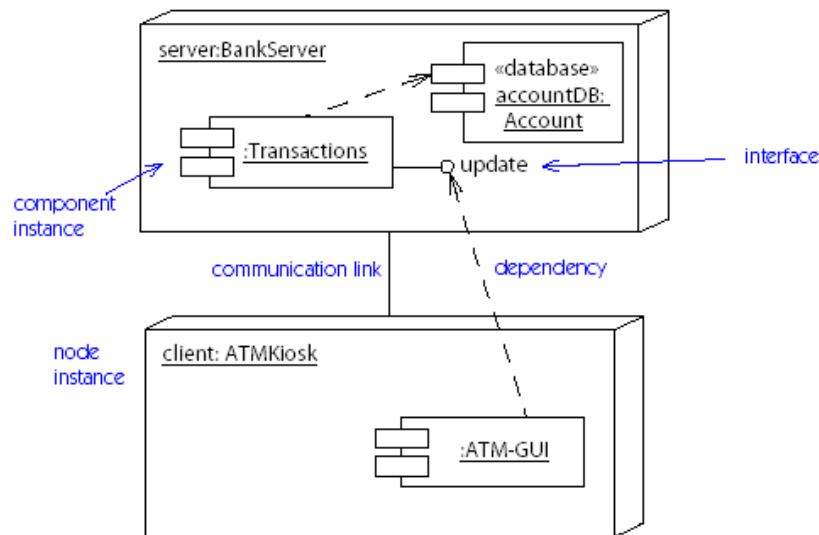 server:BankServer
«database»
accountDB:
Account
:Transactions
update
interface
component
instance
communication link
dependency
node
instance
client: ATMKiosk
:ATM-GUI